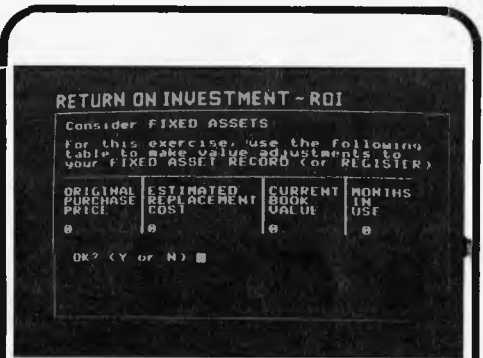 RETURN ON INVESTMENT - ROI
Consider FIXED ASSETS
For this exercise, use the following
table to make value adjustments to
your FIXED ASSET RECORD (or REGISTER)
ORIGINAL ESTIMATED CURRENT MONTHS
PURCHASE REPLACEMENT BOOK IN
PRICE COST VALUE USE
0 0 0 0
OK? (Y or N)